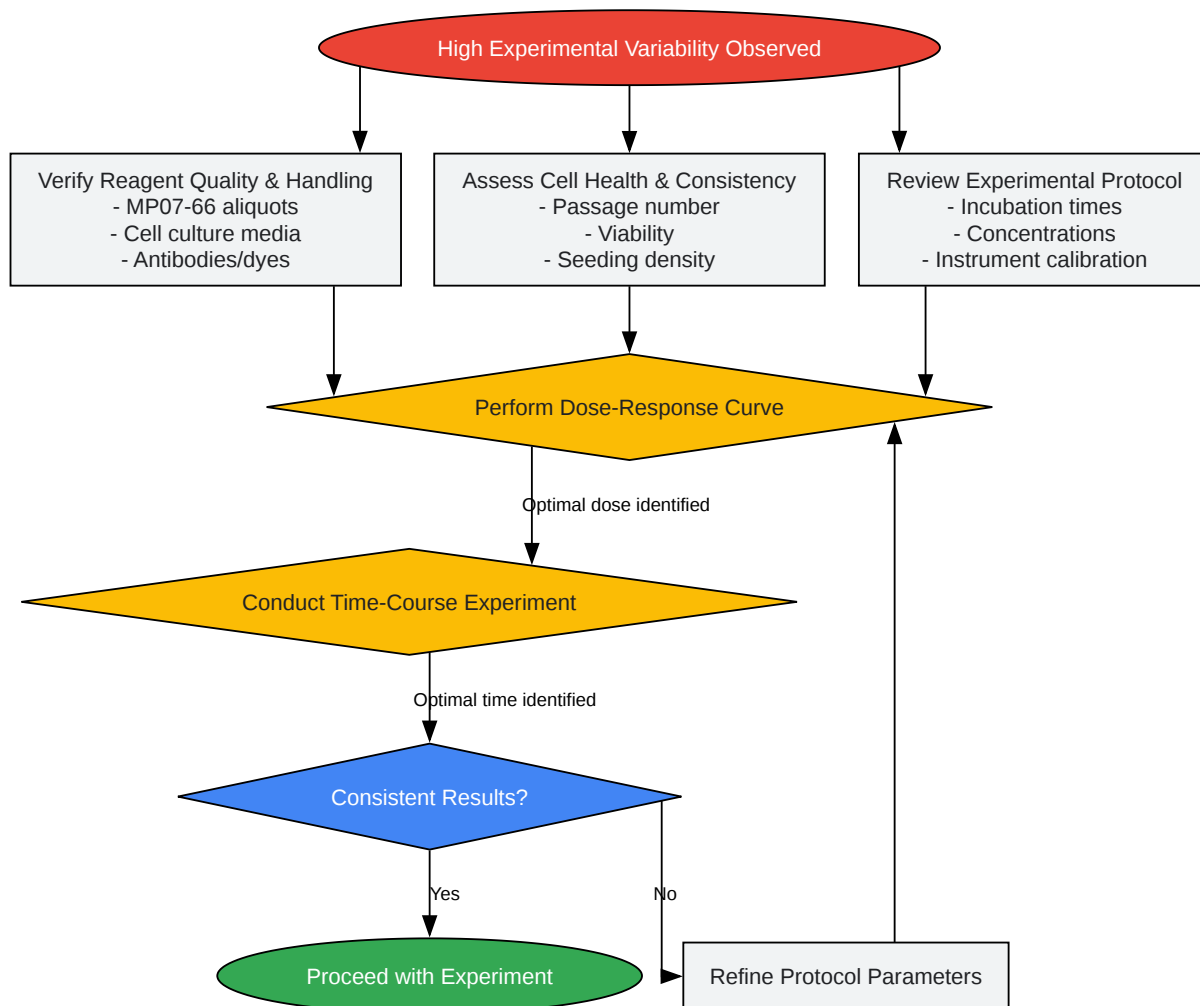 High Experimental Variability Observed
Verify Reagent Quality & Handling
- MP07-66 aliquots
- Cell culture media
- Antibodies/dyes
Assess Cell Health & Consistency
- Passage number
- Viability
- Seeding density
Review Experimental Protocol
- Incubation times
- Concentrations
- Instrument calibration
Perform Dose-Response Curve
Optimal dose identified
Conduct Time-Course Experiment
Optimal time identified
Consistent Results?
Yes
No
Proceed with Experiment
Refine Protocol Parameters